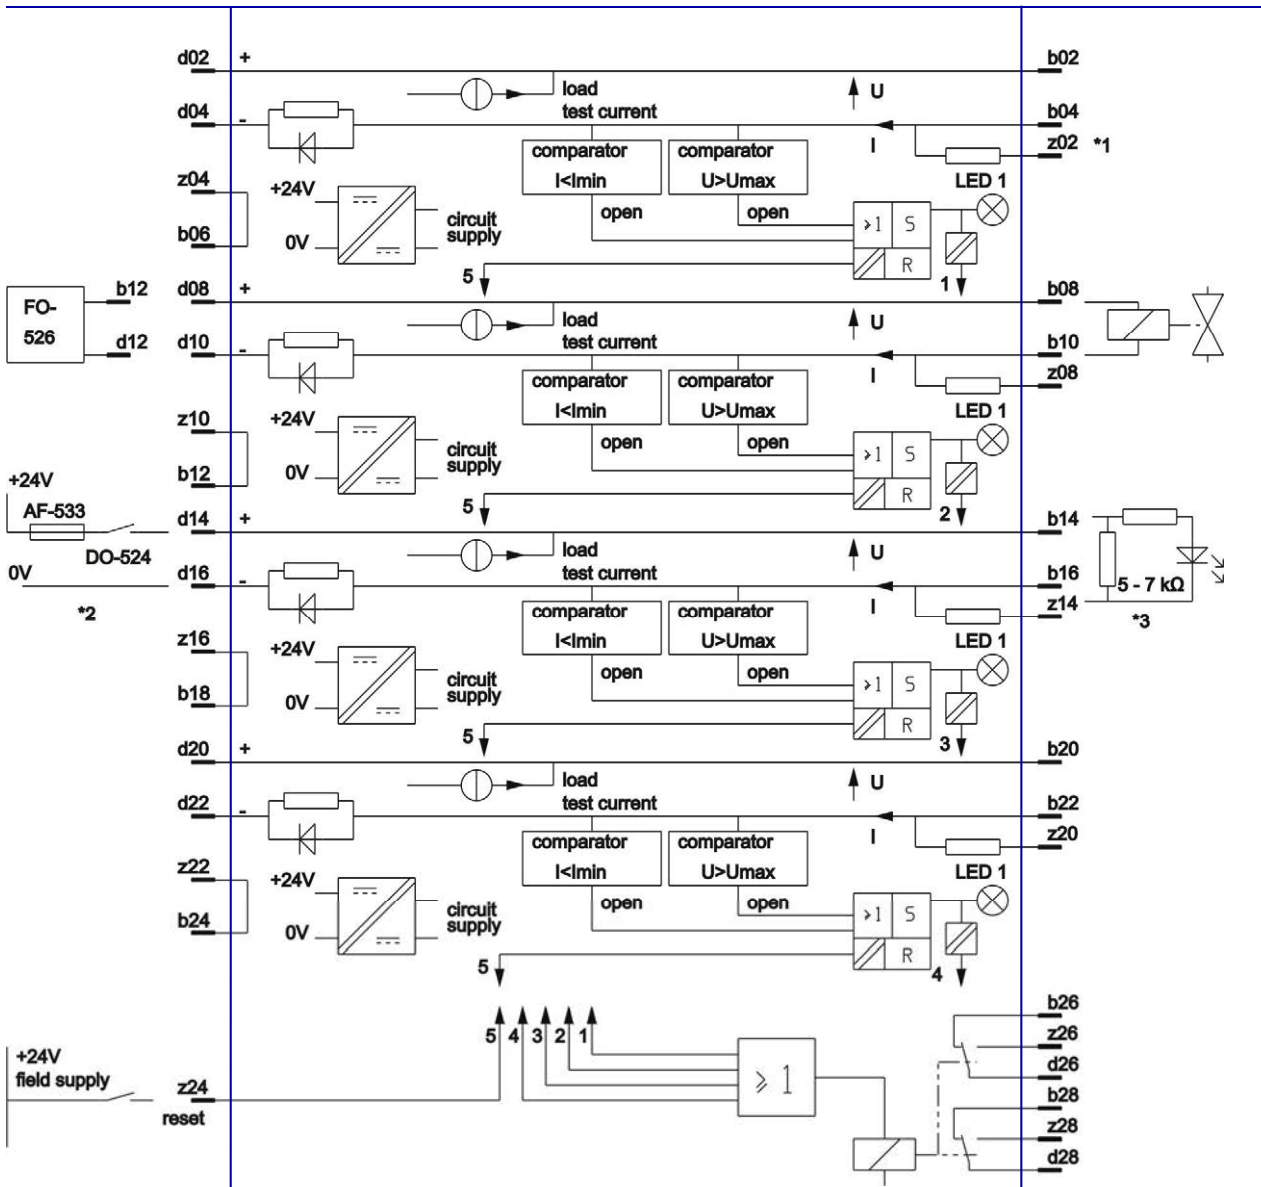 d02 + b02
load
test current
U
d04 - b04
I
z02 *1
comparator
I<Imin
comparator
U>Umax
LED 1
z04
+24V
open
open
≥1 S
circuit
supply
b06
0V
R
5
1
FO-
526
b12
d12
d08 + b08
load
test current
U
d10 - b10
I
z08
comparator
I<Imin
comparator
U>Umax
LED 1
z10
+24V
open
open
≥1 S
circuit
supply
b12
0V
R
5
2
+24V
AF-533
DO-524
0V
*2
d14 + b14
load
test current
U
d16 - b16
I
z14
5 - 7 kΩ
*3
comparator
I<Imin
comparator
U>Umax
LED 1
z16
+24V
open
open
≥1 S
circuit
supply
b18
0V
R
5
3
d20 + b20
load
test current
U
d22 - b22
I
z20
comparator
I<Imin
comparator
U>Umax
LED 1
z22
+24V
open
open
≥1 S
circuit
supply
b24
0V
R
5
4
5 4 3 2 1
≥ 1
+24V
field supply
z24
reset
b26
z26
d26
b28
z28
d28